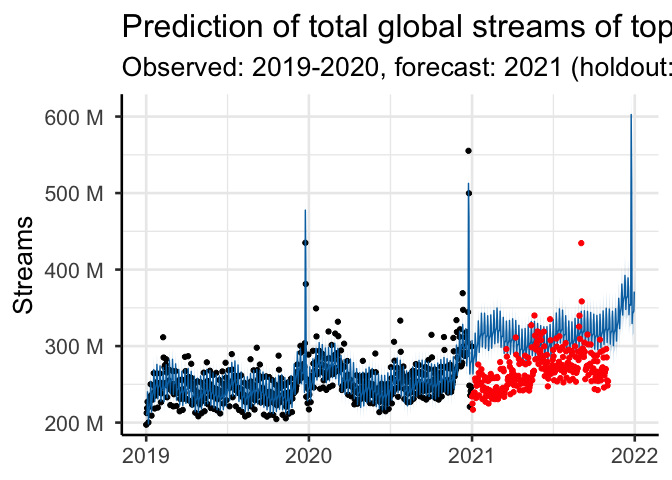 Prediction of total global streams of top
Observed: 2019-2020, forecast: 2021 (holdout:
600 M
500 M
400 M
300 M
200 M
Streams
2019
2020
2021
2022